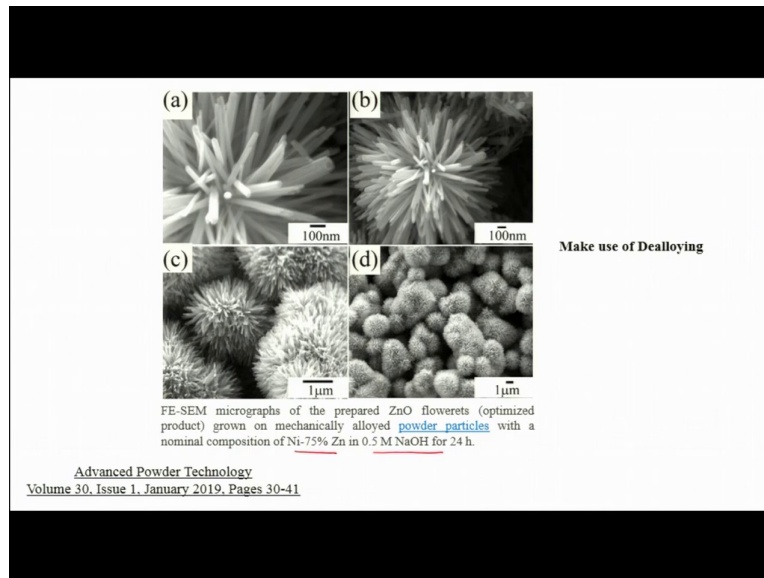 (a)
(b)
100nm
100nm
(c)
(d)
1μm
1μm
Make use of Dealloying
FE-SEM micrographs of the prepared ZnO flowerets (optimized
product) grown on mechanically alloyed powder particles with a
nominal composition of Ni-75% Zn in 0.5 M NaOH for 24 h.
Advanced Powder Technology
Volume 30, Issue 1, January 2019, Pages 30-41